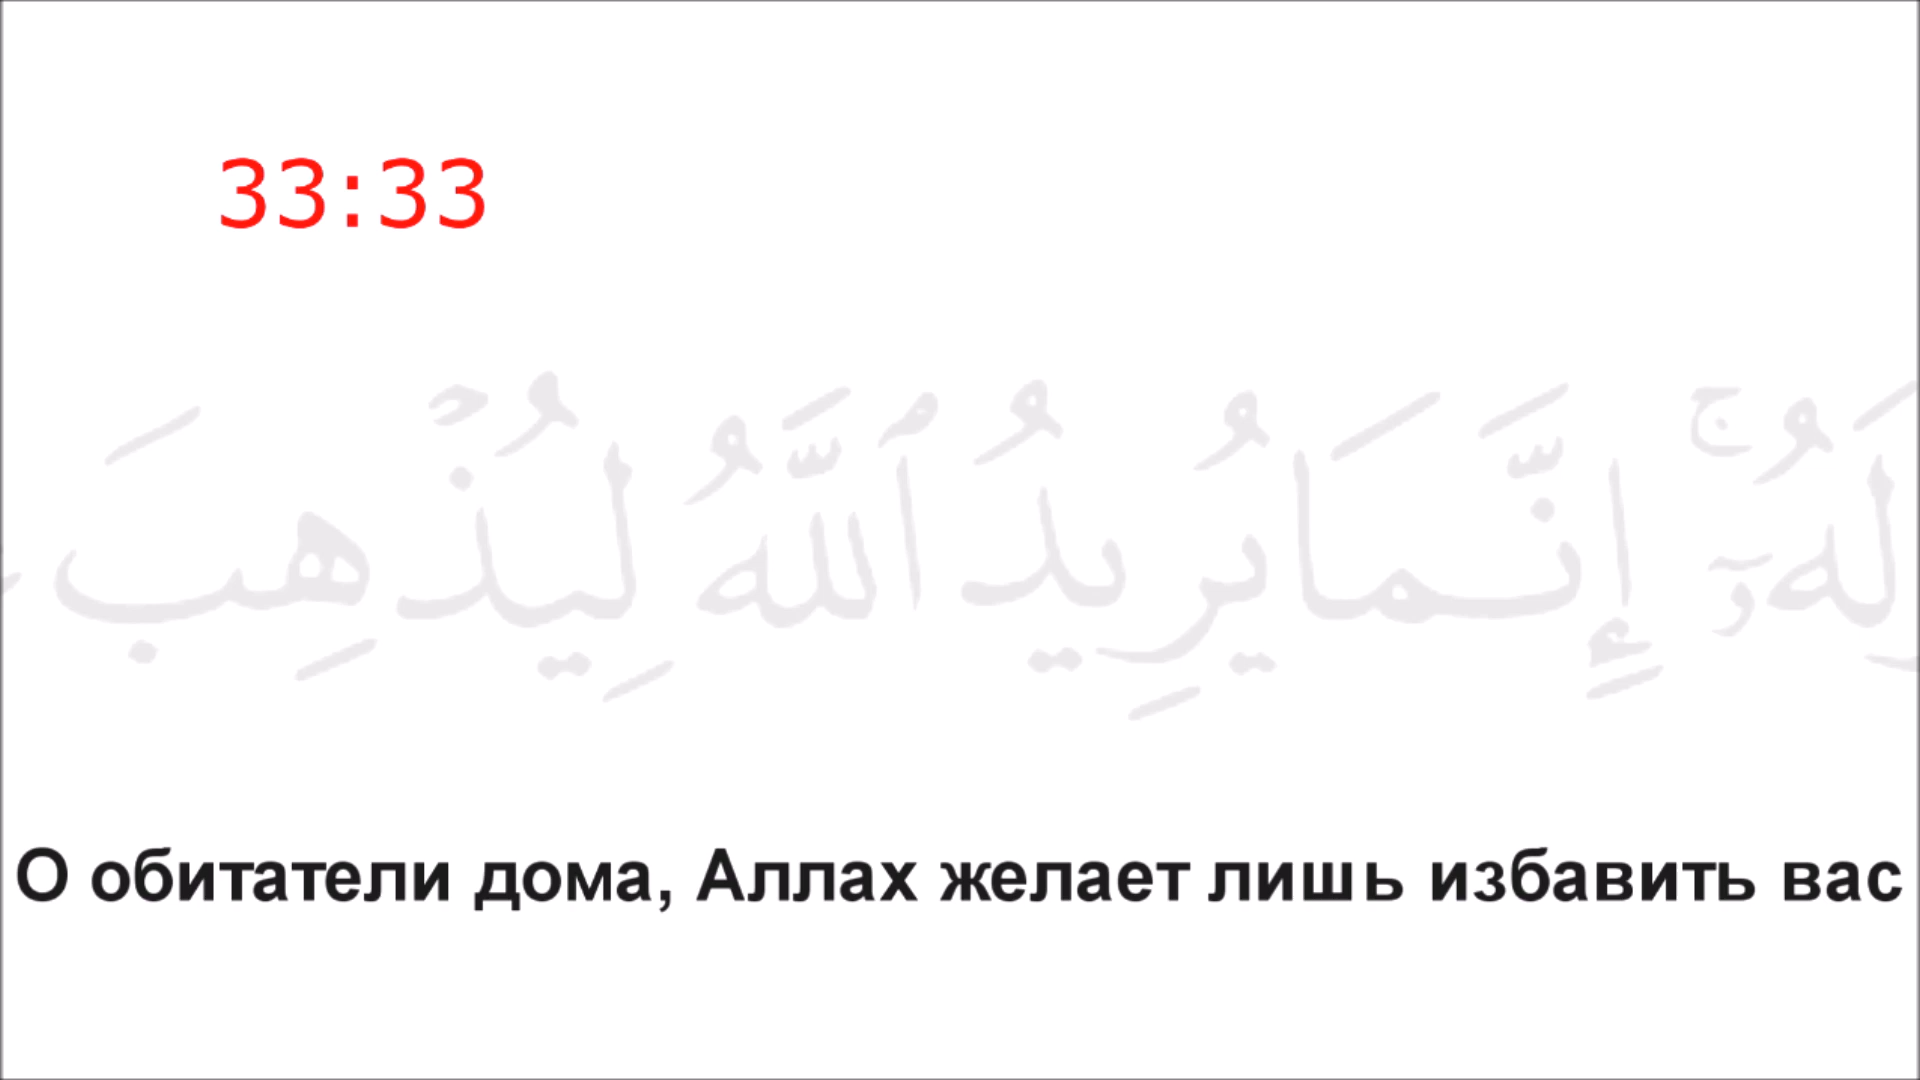 33:33
لَهُۥٓ ۚ إِنَّمَا يُرِيدُ ٱللَّهُ لِيُذْهِبَ
О обитатели дома, Аллах желает лишь избавить вас